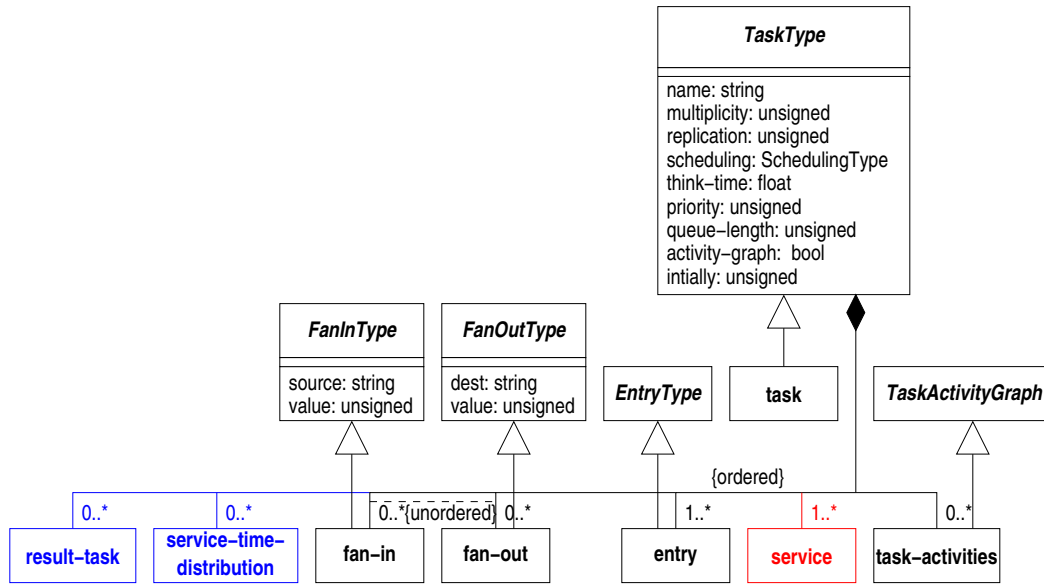 TaskType
name: string
multiplicity: unsigned
replication: unsigned
scheduling: SchedulingType
think−time: float
priority: unsigned
queue−length: unsigned
activity−graph: bool
intially: unsigned
FanInType
source: string
value: unsigned
FanOutType
dest: string
value: unsigned
EntryType
task
TaskActivityGraph
{ordered}
0..*
0..*
0..*
{unordered}
0..*
1..*
1..*
0..*
result−task
service−time−
distribution
fan−in
fan−out
entry
service
task−activities